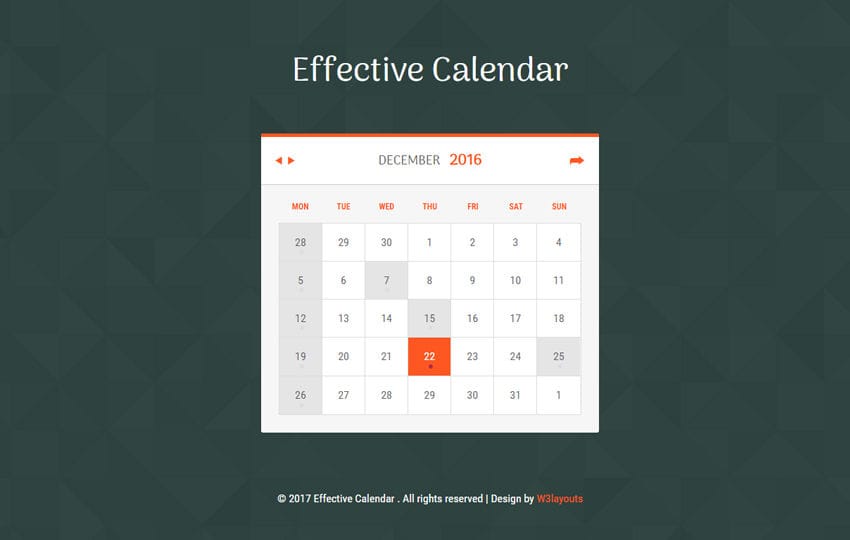 Effective Calendar
DECEMBER 2016
MON TUE WED THU FRI SAT SUN
28 29 30 1 2 3 4
5 6 7 8 9 10 11
12 13 14 15 16 17 18
19 20 21 22 23 24 25
26 27 28 29 30 31 1
© 2017 Effective Calendar . All rights reserved | Design by W3layouts